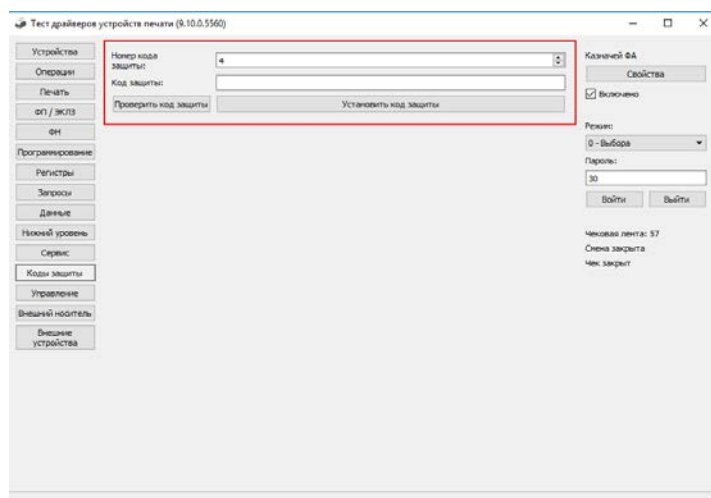 Тест драйверов устройств печати (9.10.0.5560)
Устройства
Операции
Печать
ФП / ЭКЛЗ
ФН
Программирование
Регистры
Запросы
Данные
Нижний уровень
Сервис
Коды защиты
Управление
Внешний носитель
Внешние
устройства
Номер кода
защиты:
4
Код защиты:
Проверить код защиты
Установить код защиты
Казначей ФА
Свойства
Включено
Режим:
0 - Выбора
Пароль:
30
Войти
Выйти
Чековая лента: 57
Смена закрыта
Чек закрыт